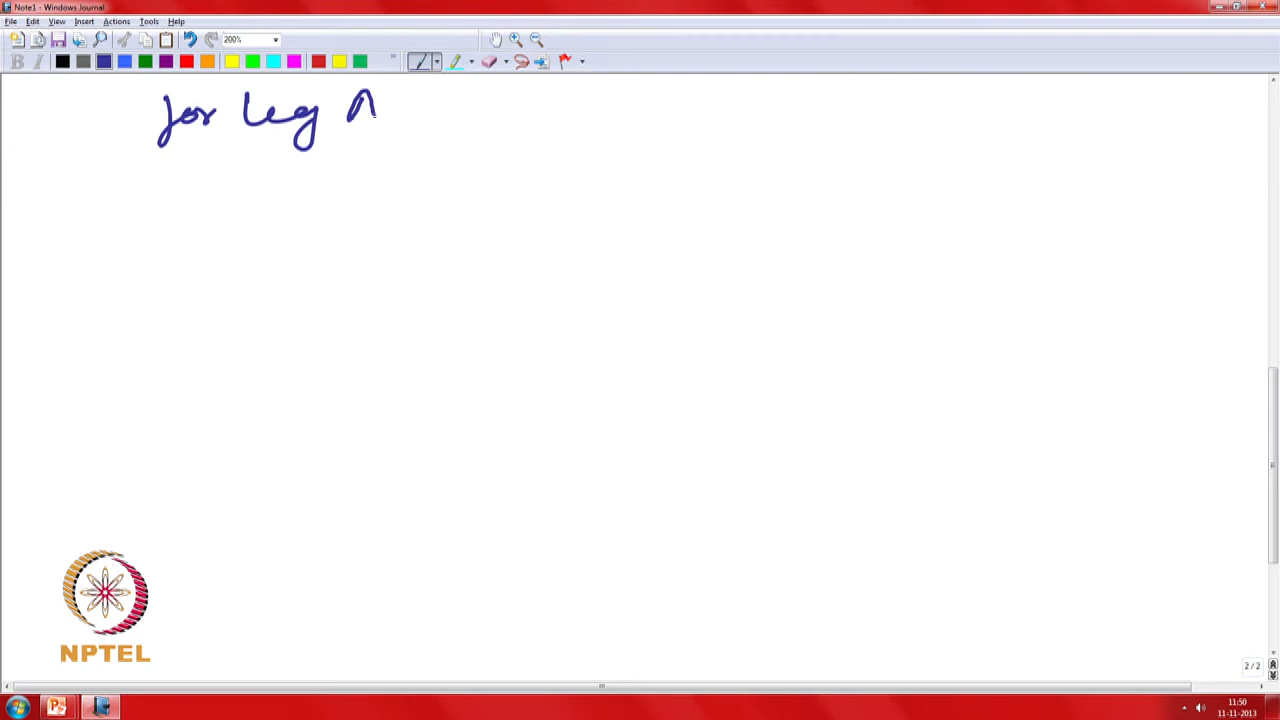 Note1 - Windows Journal
File Edit View Insert Actions Tools Help
200%
B I
for Leg A
NPTEL
2 / 2
11:50
11-11-2013